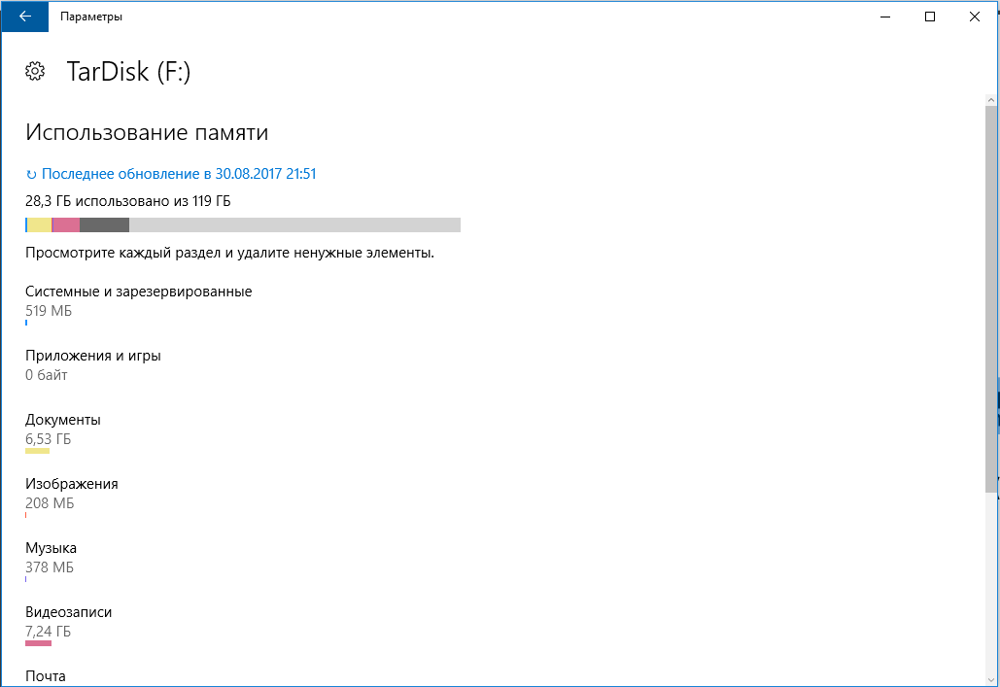 Параметры
TarDisk (F:)
Использование памяти
Последнее обновление в 30.08.2017 21:51
28,3 ГБ использовано из 119 ГБ
Просмотрите каждый раздел и удалите ненужные элементы.
Системные и зарезервированные
519 МБ
Приложения и игры
0 байт
Документы
6,53 ГБ
Изображения
208 МБ
Музыка
378 МБ
Видеозаписи
7,24 ГБ
Почта